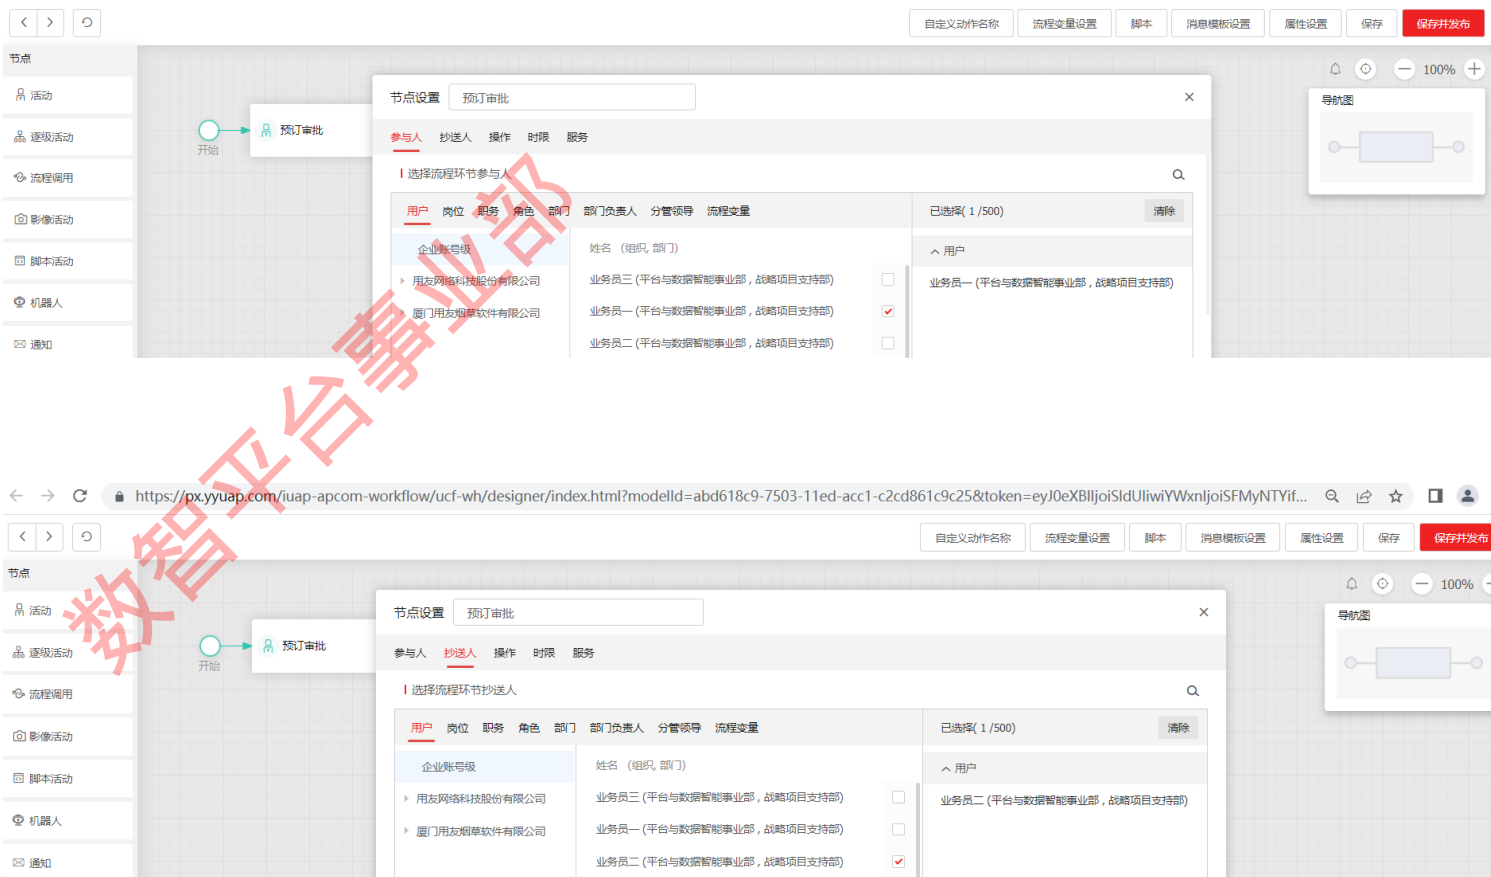 自定义动作名称 流程变量设置 脚本 消息模板设置 属性设置 保存 保存并发布
节点
100%
活动
节点设置 预订审批
导航图
预订审批
参与人 抄送人 操作 时限 服务
逐级活动
开始
选择流程环节参与人
流程调用
用户 岗位 职务 角色 部门 部门负责人 分管领导 流程变量
已选择( 1 /500) 清除
影像活动
企业账号级
姓名 （组织, 部门）
用户
脚本活动
用友网络科技股份有限公司
业务员三 (平台与数据智能事业部 , 战略项目支持部)
业务员一 (平台与数据智能事业部 , 战略项目支持部)
机器人
厦门用友烟草软件有限公司
业务员一 (平台与数据智能事业部 , 战略项目支持部)
通知
业务员二 (平台与数据智能事业部 , 战略项目支持部)
数智平台事业部
https://px.yyuap.com/iuap-apcom-workflow/ucf-wh/designer/index.html?modelId=abd618c9-7503-11ed-acc1-c2cd861c9c25&token=eyJ0eXBlIjoiSldUIiwiYWxnIjoiSFMyNTYif...
自定义动作名称 流程变量设置 脚本 消息模板设置 属性设置 保存 保存并发布
节点
100%
活动
节点设置 预订审批
导航图
预订审批
参与人 抄送人 操作 时限 服务
逐级活动
开始
选择流程环节抄送人
流程调用
用户 岗位 职务 角色 部门 部门负责人 分管领导 流程变量
已选择( 1 /500) 清除
影像活动
企业账号级
姓名 （组织, 部门）
用户
脚本活动
用友网络科技股份有限公司
业务员三 (平台与数据智能事业部 , 战略项目支持部)
业务员二 (平台与数据智能事业部 , 战略项目支持部)
机器人
厦门用友烟草软件有限公司
业务员一 (平台与数据智能事业部 , 战略项目支持部)
通知
业务员二 (平台与数据智能事业部 , 战略项目支持部)